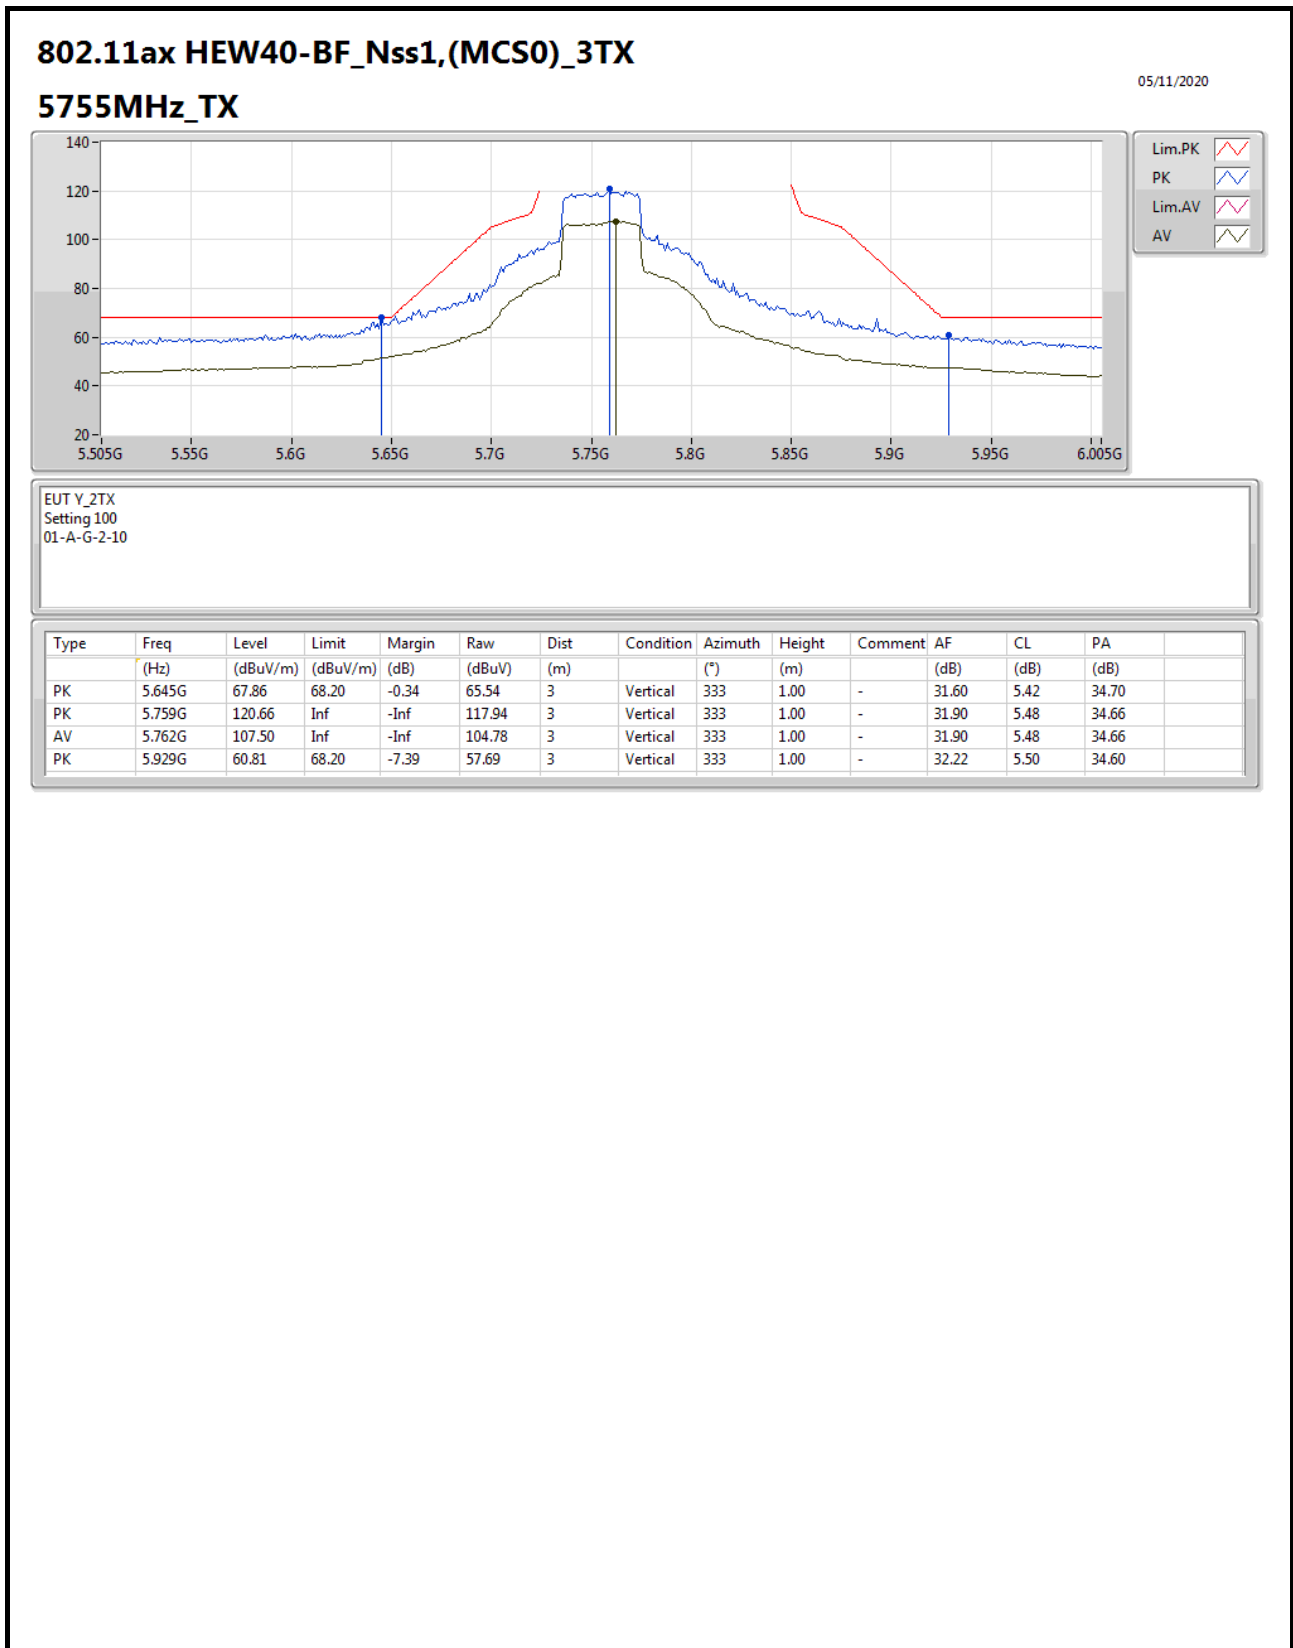 802.11ax HEW40-BF_Nss1,(MCS0)_3TX
05/11/2020
5755MHz_TX
140
120
100
80
60
40
20
5.505G 5.55G 5.6G 5.65G 5.7G 5.75G 5.8G 5.85G 5.9G 5.95G 6.005G
Lim.PK
PK
Lim.AV
AV
EUT Y_2TX
Setting 100
01-A-G-2-10
Type Freq Level Limit Margin Raw Dist Condition Azimuth Height Comment AF CL PA
(Hz) (dBuV/m) (dBuV/m) (dB) (dBuV) (m) (°) (m) (dB) (dB) (dB)
PK 5.645G 67.86 68.20 -0.34 65.54 3 Vertical 333 1.00 - 31.60 5.42 34.70
PK 5.759G 120.66 Inf -Inf 117.94 3 Vertical 333 1.00 - 31.90 5.48 34.66
AV 5.762G 107.50 Inf -Inf 104.78 3 Vertical 333 1.00 - 31.90 5.48 34.66
PK 5.929G 60.81 68.20 -7.39 57.69 3 Vertical 333 1.00 - 32.22 5.50 34.60